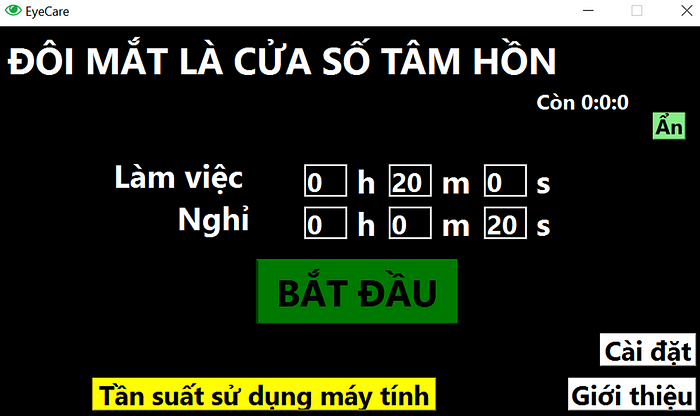 EyeCare
ĐÔI MẮT LÀ CỬA SỐ TÂM HỒN
Còn 0:0:0
Ẩn
Làm việc 0 h 20 m 0 s
Nghỉ 0 h 0 m 20 s
BẮT ĐẦU
Cài đặt
Tần suất sử dụng máy tính
Giới thiệu